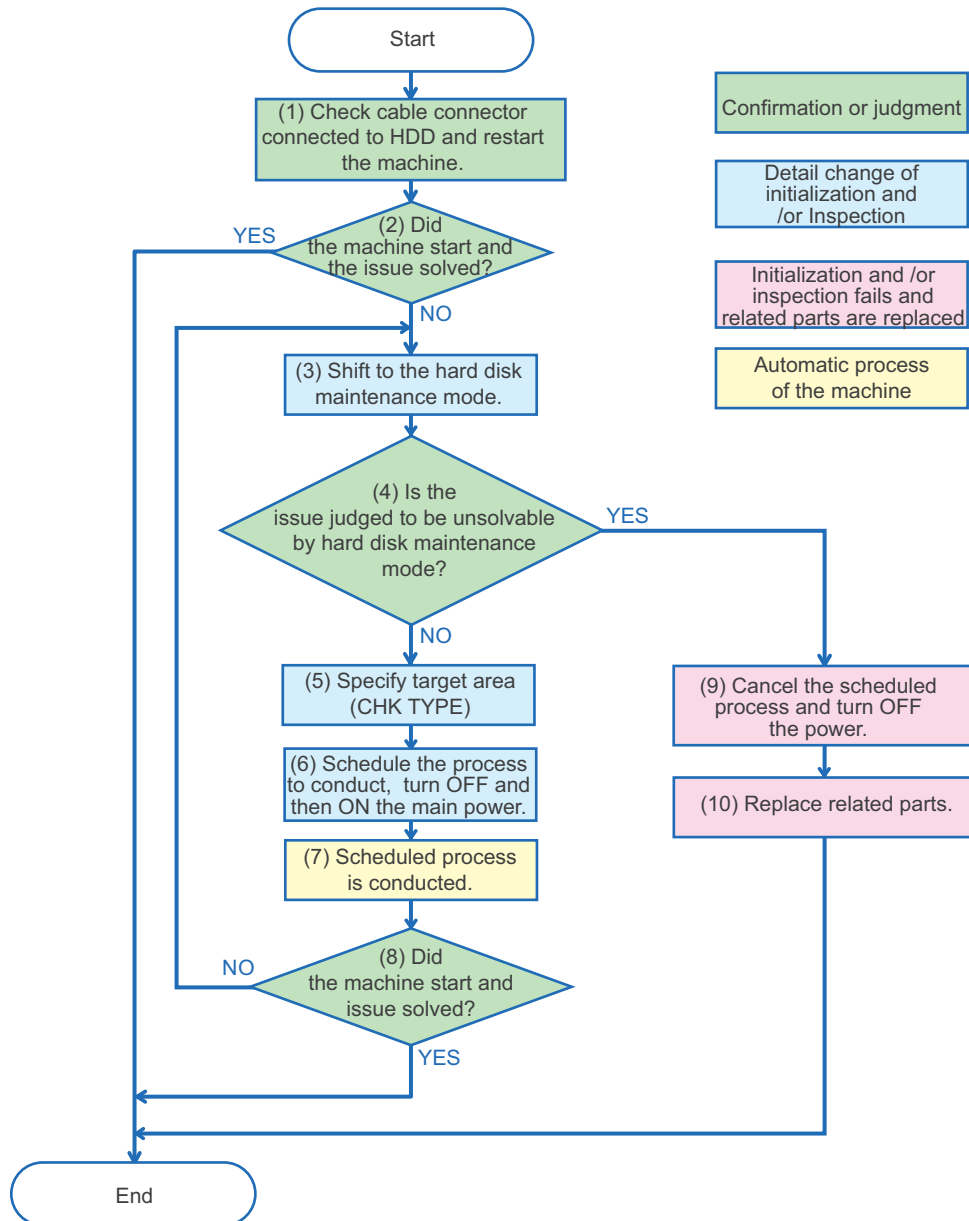 Start
(1) Check cable connector
connected to HDD and restart
the machine.
(2) Did
the machine start and
the issue solved?
YES
NO
(3) Shift to the hard disk
maintenance mode.
(4) Is the
issue judged to be unsolvable
by hard disk maintenance
mode?
YES
NO
(5) Specify target area
(CHK TYPE)
(6) Schedule the process
to conduct, turn OFF and
then ON the main power.
(7) Scheduled process
is conducted.
(8) Did
the machine start and
issue solved?
NO
YES
(9) Cancel the scheduled
process and turn OFF
the power.
(10) Replace related parts.
End
Confirmation or judgment
Detail change of
initialization and
/or Inspection
Initialization and /or
inspection fails and
related parts are replaced
Automatic process
of the machine